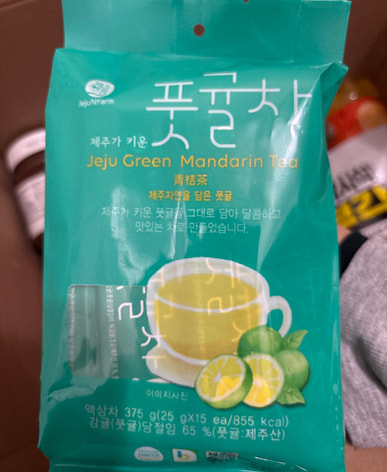 JejuNFarm
제주가 키운
풋귤차
Jeju Green Mandarin Tea
青桔茶
제주자연을 담은 풋귤
제주가 키운 풋귤을 그대로 담아 달콤하고
맛있는 차로 만들었습니다.
이미지사진
액상차 375 g(25 gX15 ea/855 kcal)
감귤(풋귤)당절임 65 %(풋귤:제주산)